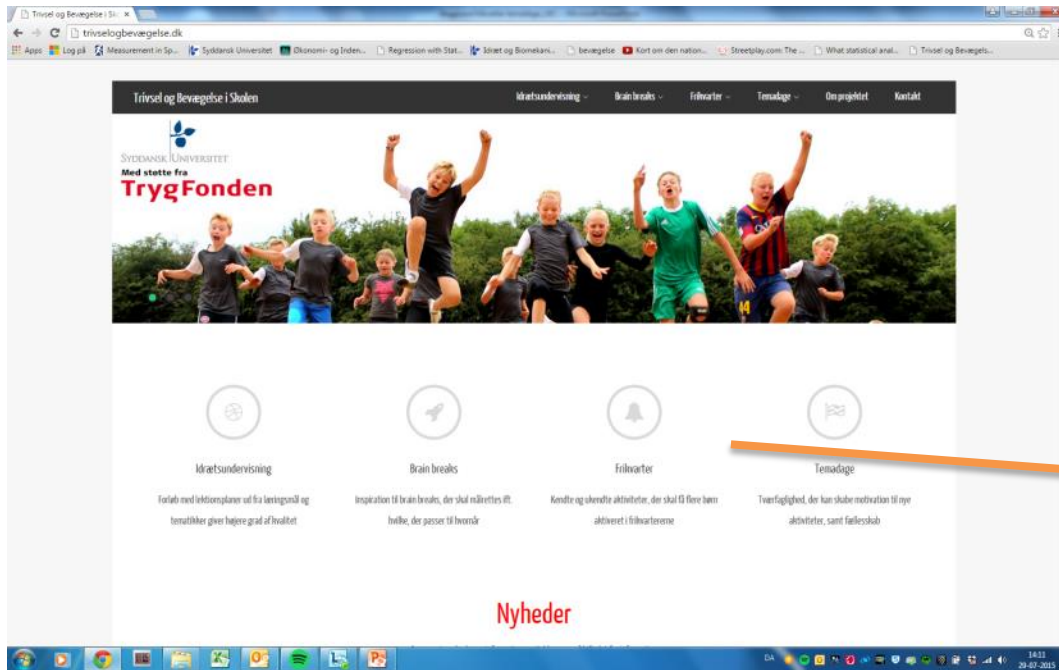 Trivsel og Bevægelse i Sk
trivselogbevægelse.dk
Apps Log på Measurement in Sp... Syddansk Universitet Økonomi- og Inden... Regression with Stat... Idræt og Biomekani... bevægelse Kort om den nation... Streetplay.com: The ... What statistical anal... Trivsel og Bevægels...
Trivsel og Bevægelse i Skolen Idrætsundervisning Brain breaks Frikvarter Temadage Om projektet Kontakt
SYDDANSK UNIVERSITET
Med støtte fra
TrygFonden
44
Idrætsundervisning Brain breaks Frikvarter Temadage
Forløb med lektionsplaner ud fra læringsmål og Inspiration til brain breaks, der skal målrettes ift. Kendte og ukendte aktiviteter, der skal få flere børn Tværfaglighed, der kan skabe motivation til nye
tematikker giver højere grad af kvalitet hvilke, der passer til hvornår aktiveret i frikvartererne aktiviteter, samt fællesskab
Nyheder
DA 14:11
29-07-2015